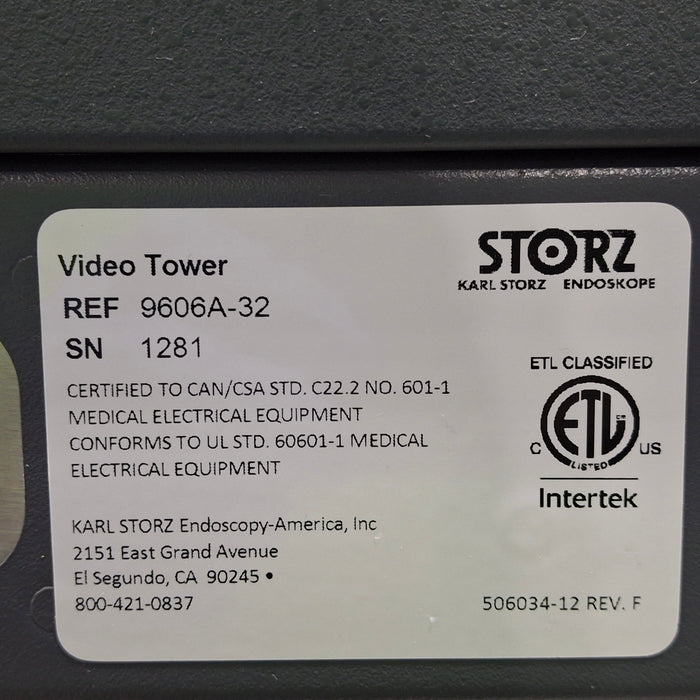 Video Tower
REF 9606A-32
SN 1281
STORZ
KARL STORZ ENDOSKOPE
CERTIFIED TO CAN/CSA STD. C22.2 NO. 601-1
MEDICAL ELECTRICAL EQUIPMENT
CONFORMS TO UL STD. 60601-1 MEDICAL
ELECTRICAL EQUIPMENT
ETL CLASSIFIED
ETL
C US
LISTED
Intertek
KARL STORZ Endoscopy-America, Inc
2151 East Grand Avenue
El Segundo, CA 90245 •
800-421-0837
506034-12 REV. F